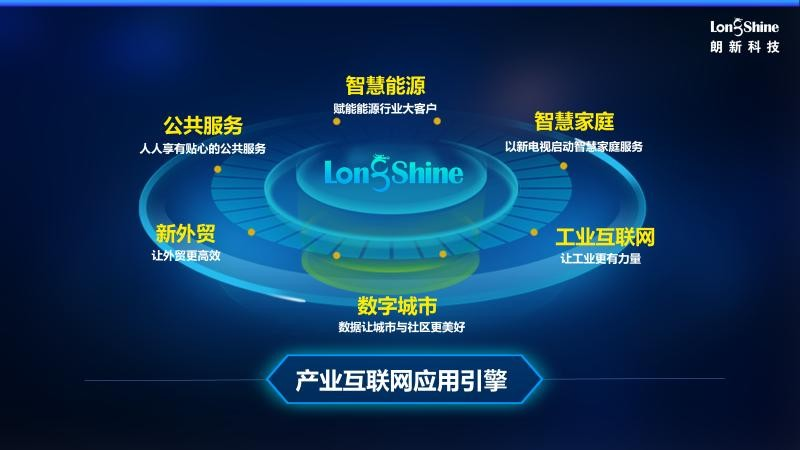 LongShine
朗新科技
智慧能源
赋能能源行业大客户
公共服务
人人享有贴心的公共服务
智慧家庭
以新电视启动智慧家庭服务
LongShine
新外贸
让外贸更高效
工业互联网
让工业更有力量
数字城市
数据让城市与社区更美好
产业互联网应用引擎